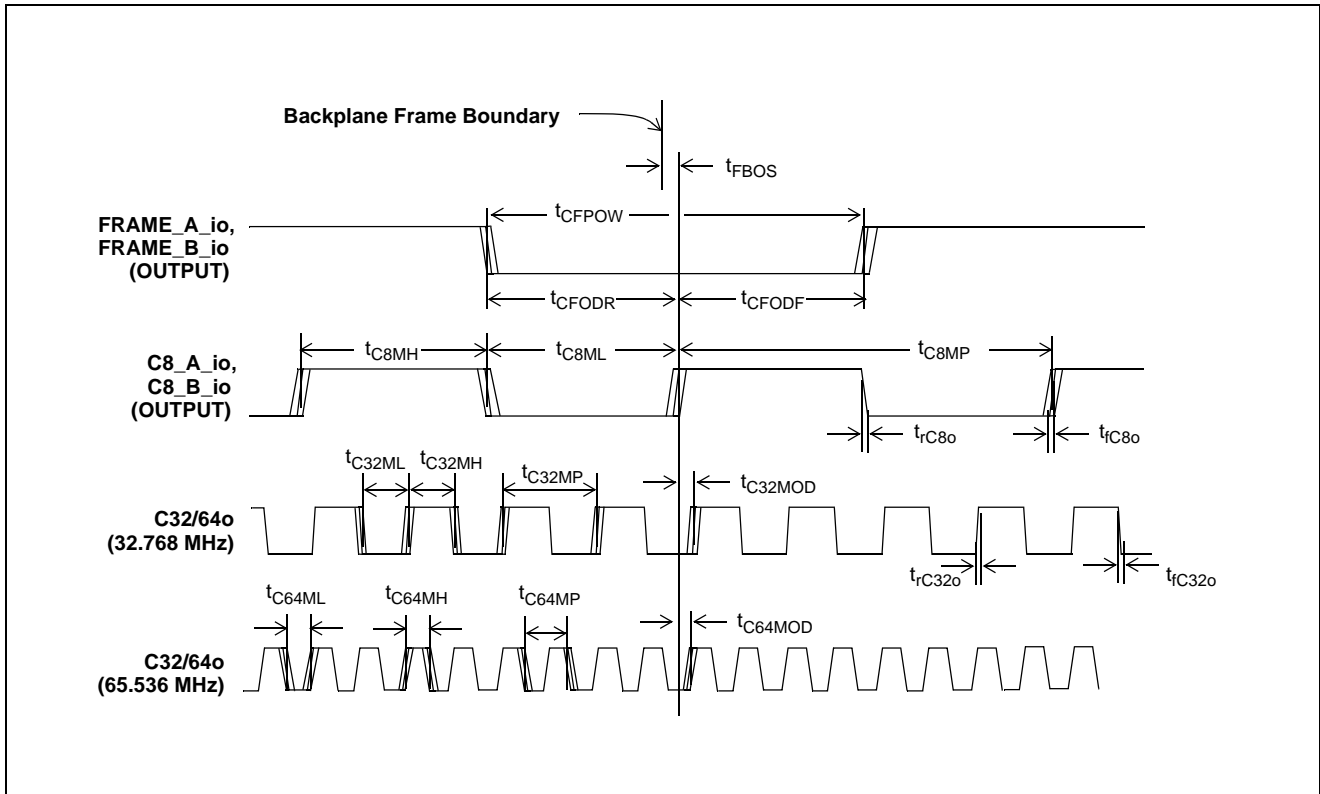 Backplane Frame Boundary
tFBOS
tCFPOW
FRAME_A_io,
FRAME_B_io
(OUTPUT)
tCFODR
tCFODF
tC8MH
tC8ML
tC8MP
C8_A_io,
C8_B_io
(OUTPUT)
trC8o
tfC8o
tC32ML
tC32MH
tC32MP
tC32MOD
C32/64o
(32.768 MHz)
trC32o
tfC32o
tC64ML
tC64MH
tC64MP
tC64MOD
C32/64o
(65.536 MHz)